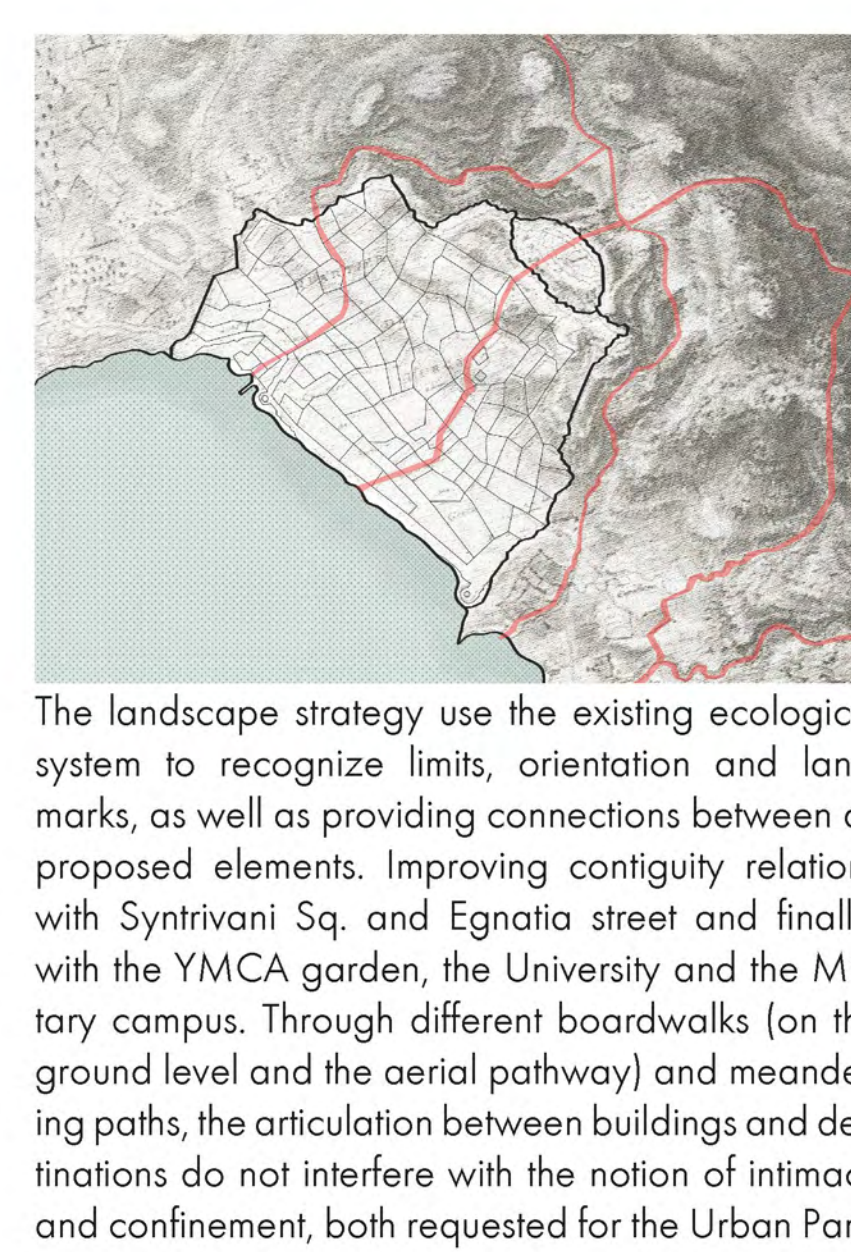 The landscape strategy use the existing ecologic
system to recognize limits, orientation and lan
marks, as well as providing connections between
proposed elements. Improving contiguity relation
with Syntrivani Sq. and Egnatia street and finall
with the YMCA garden, the University and the M
tary campus. Through different boardwalks (on th
ground level and the aerial pathway) and meande
ing paths, the articulation between buildings and de
tinations do not interfere with the notion of intimac
and confinement, both requested for the Urban Par